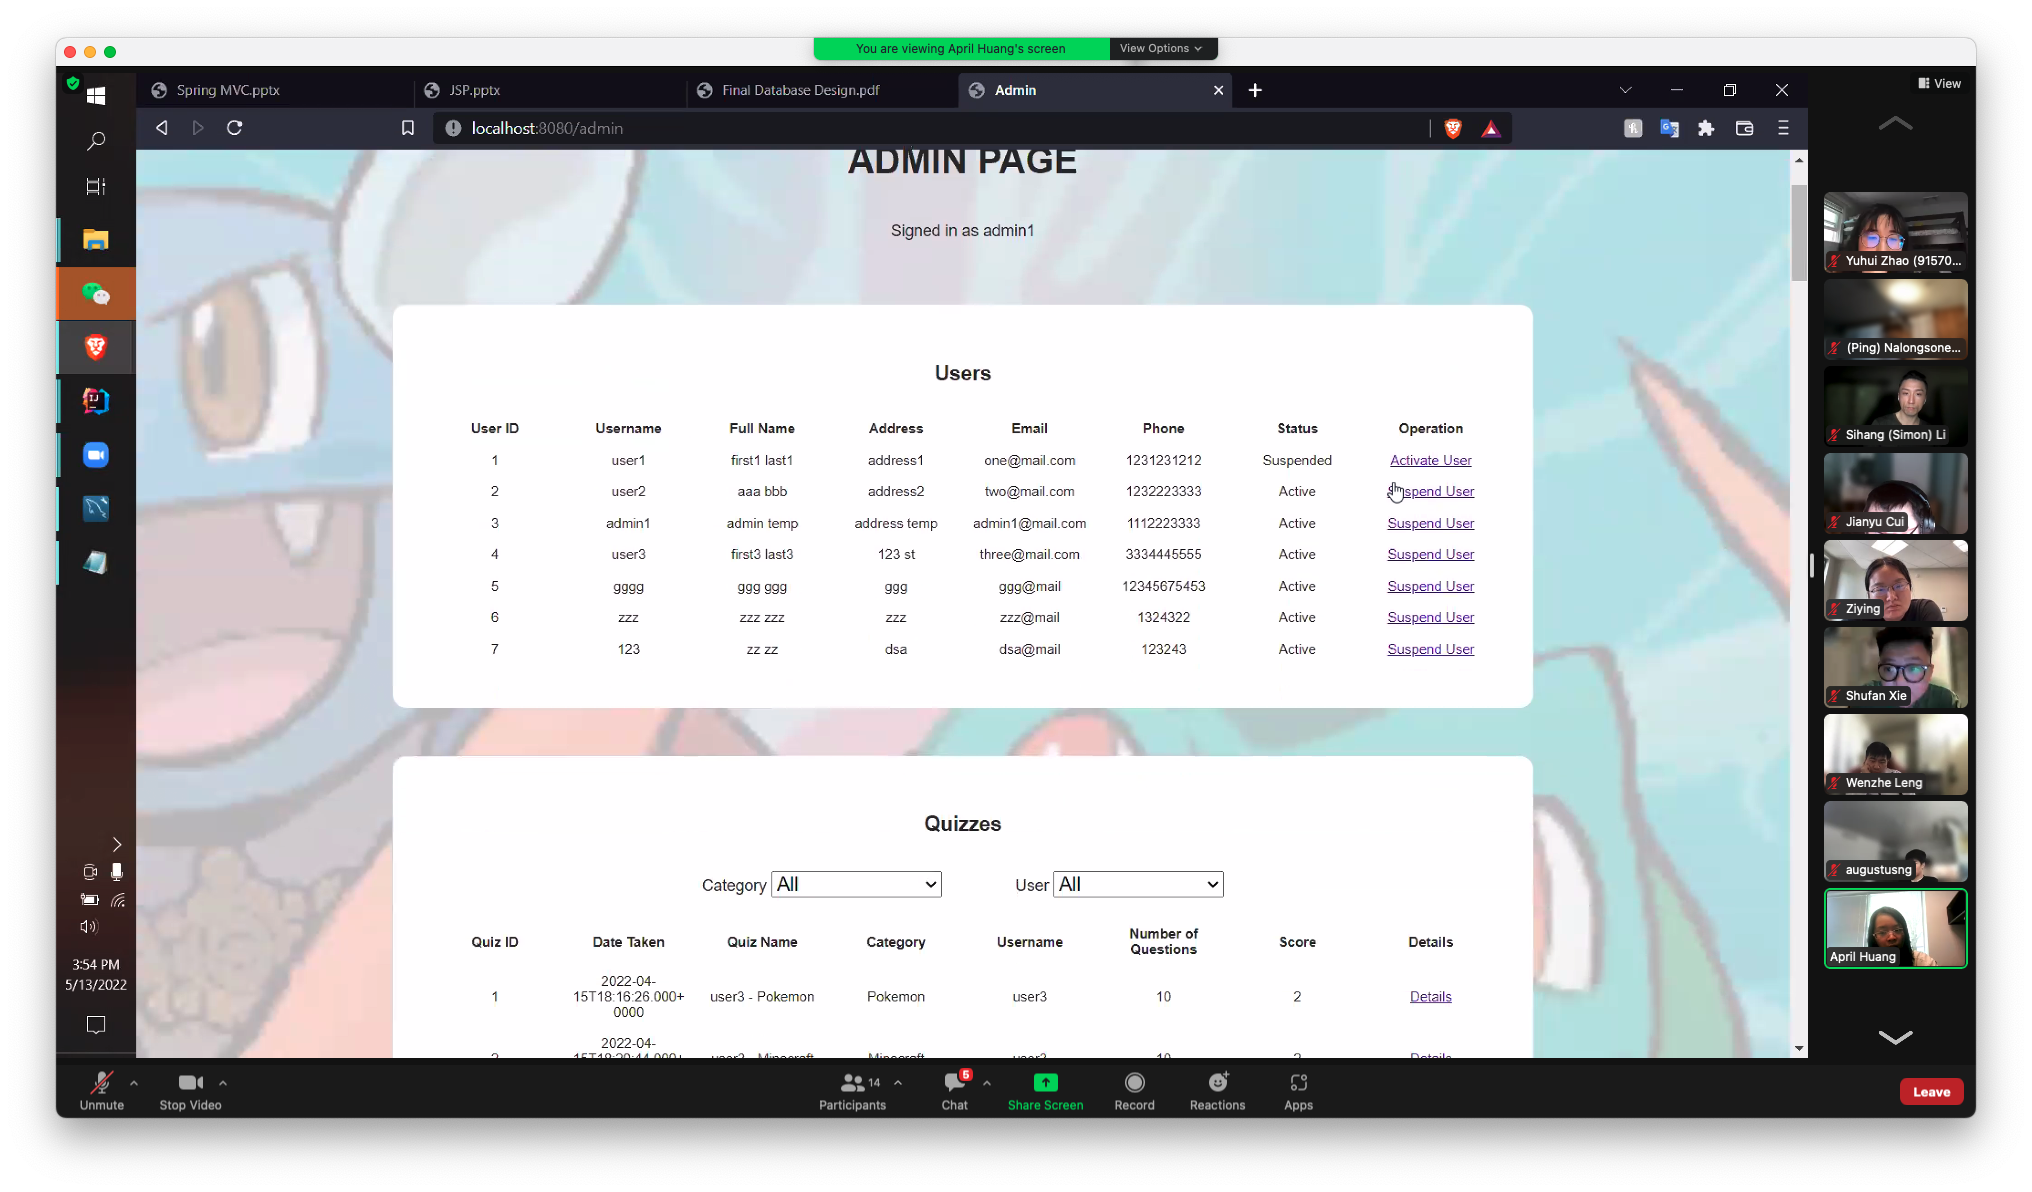 You are viewing April Huang's screen
View Options
View
Spring MVC.pptx
JSP.pptx
Final Database Design.pdf
Admin
localhost:8080/admin
ADMIN PAGE
Signed in as admin1
Users
User ID Username Full Name Address Email Phone Status Operation
1 user1 first1 last1 address1 one@mail.com 1231231212 Suspended Activate User
2 user2 aaa bbb address2 two@mail.com 1232223333 Active spend User
3 admin1 admin temp address temp admin1@mail.com 1112223333 Active Suspend User
4 user3 first3 last3 123 st three@mail.com 3334445555 Active Suspend User
5 gggg ggg ggg ggg ggg@mail 12345675453 Active Suspend User
6 zzz zzz zzz zzz zzz@mail 1324322 Active Suspend User
7 123 zz zz dsa dsa@mail 123243 Active Suspend User
Quizzes
Category All User All
Quiz ID Date Taken Quiz Name Category Username Number of Questions Score Details
2022-04-
1 15T18:16:26.000+ user3 - Pokemon Pokemon user3 10 2 Details
0000
2022-04-
3:54 PM
5/13/2022
Yuhui Zhao (91570...
(Ping) Nalongsone...
Sihang (Simon) Li
Jianyu Cui
Ziying
Shufan Xie
Wenzhe Leng
augustusng
April Huang
Unmute
Stop Video
14
Participants
5
Chat
Share Screen
Record
Reactions
Apps
Leave